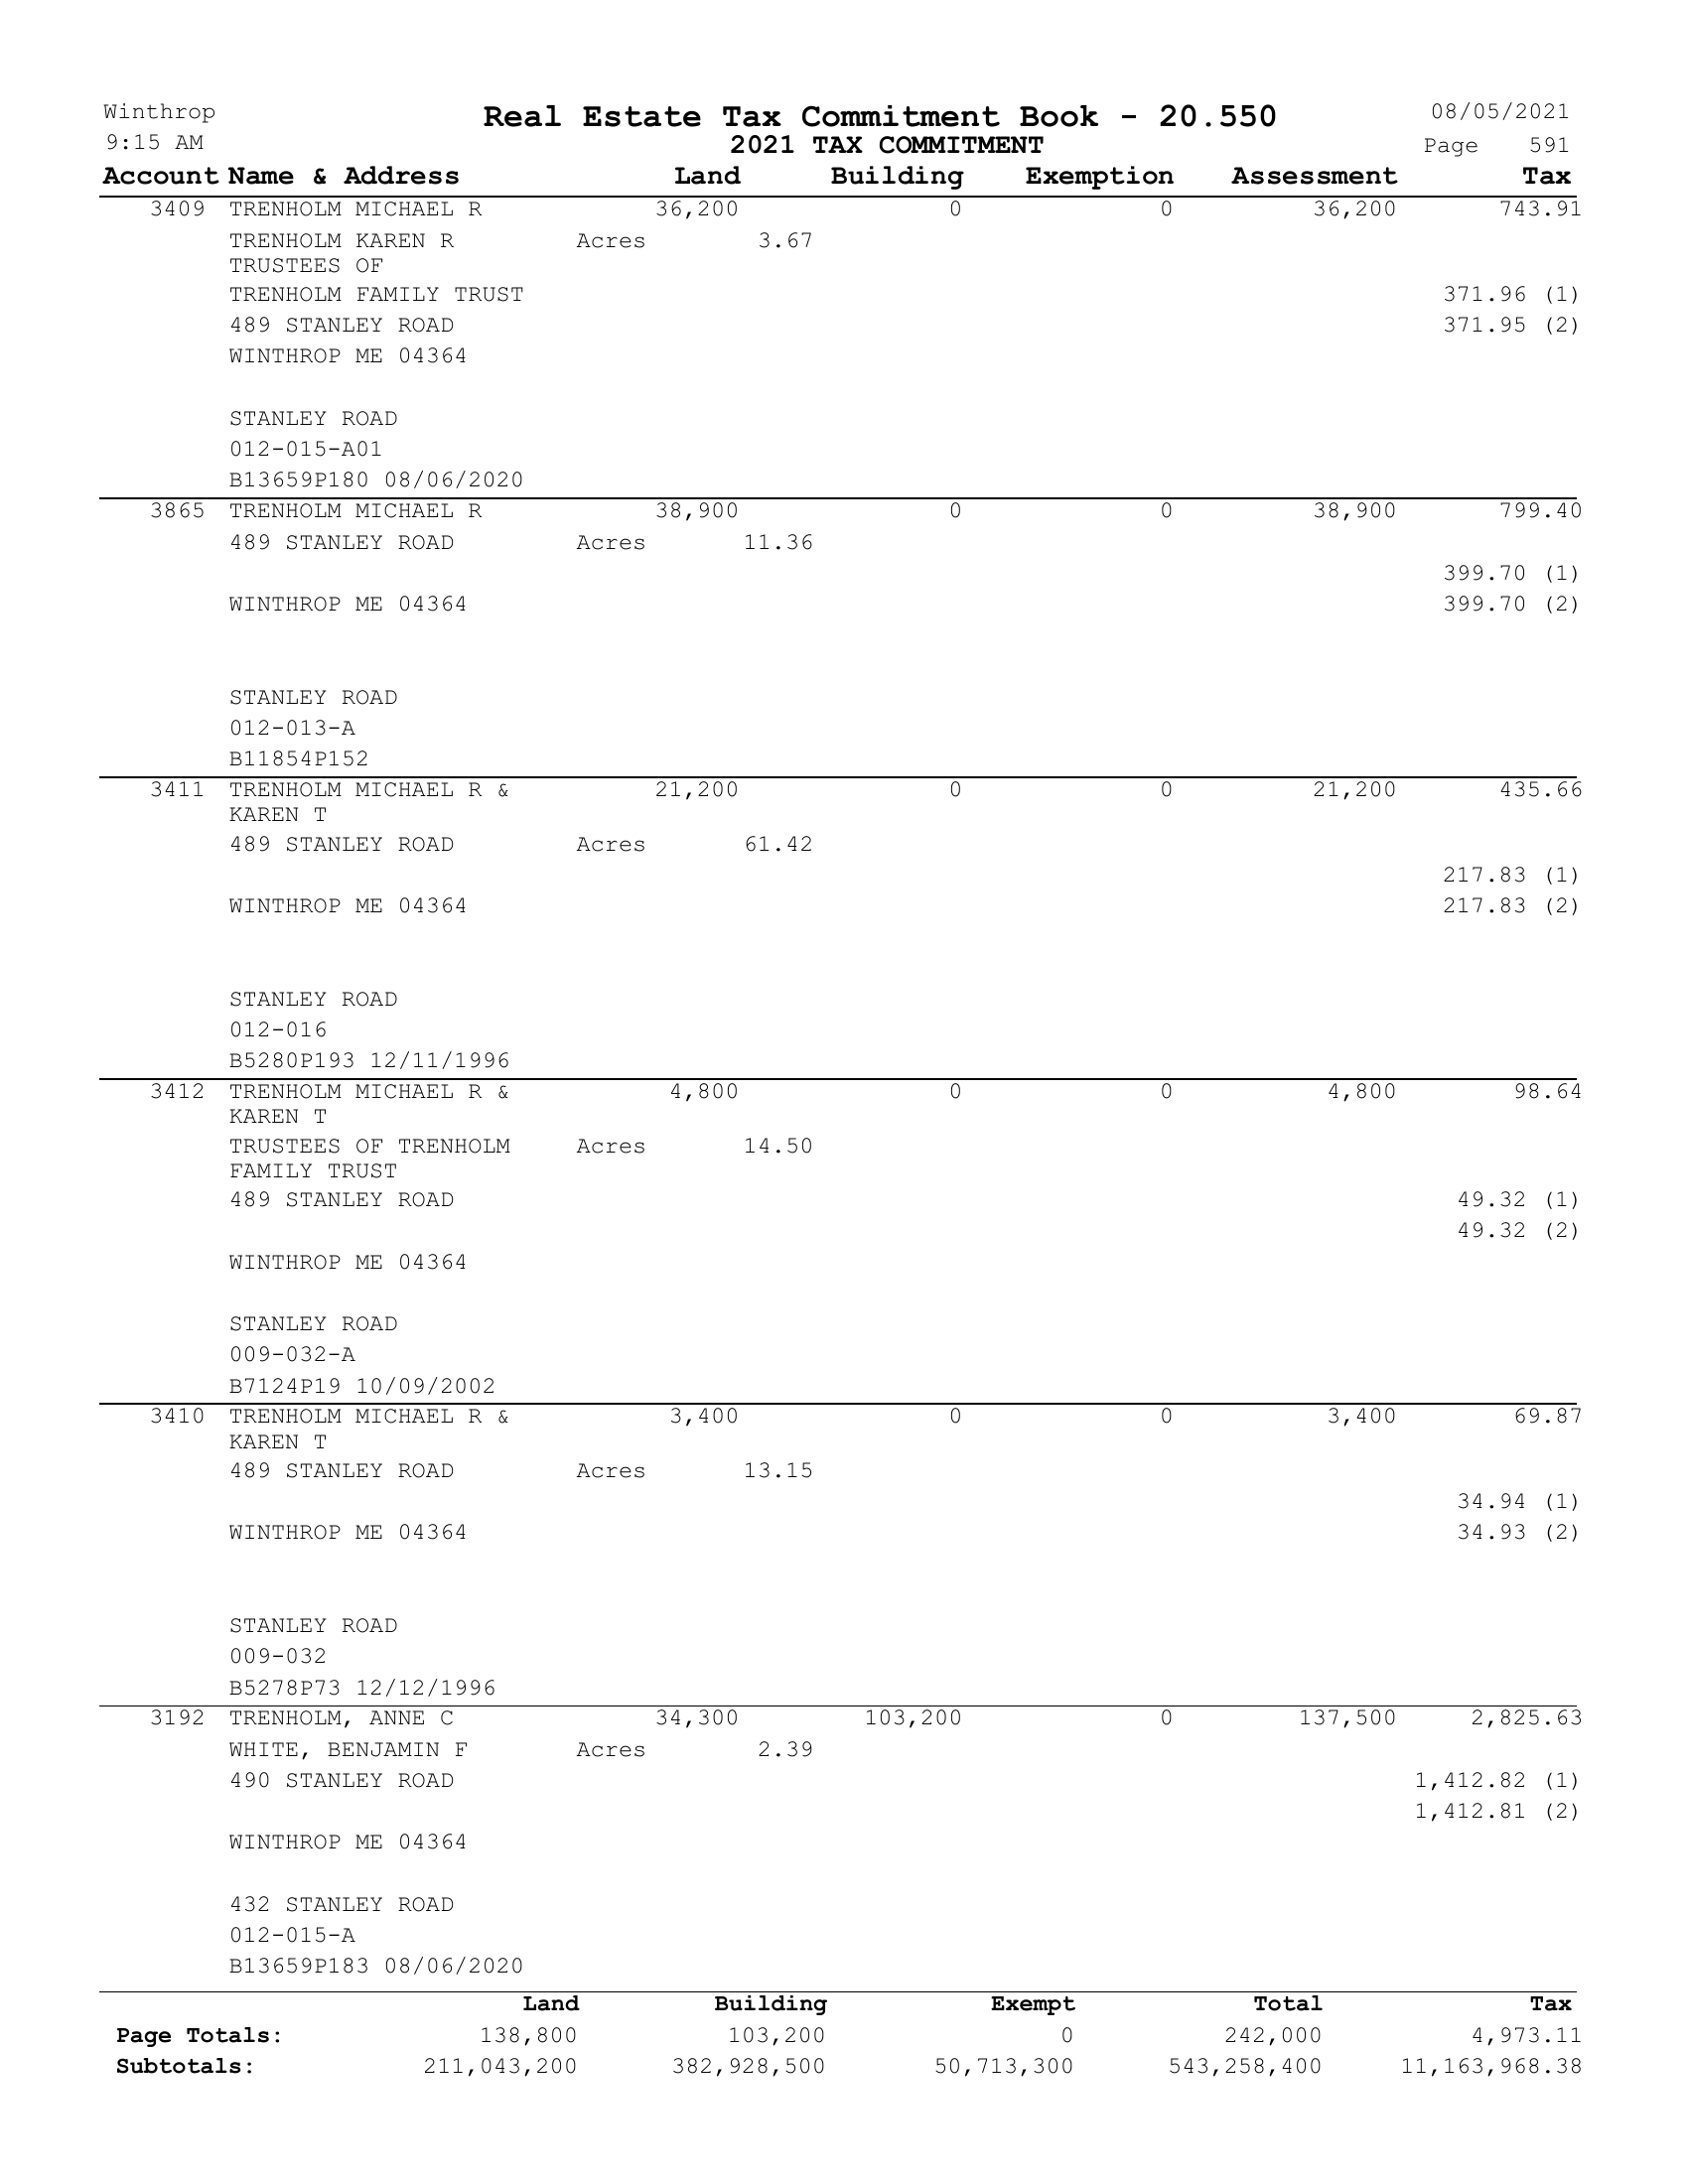 Winthrop Real Estate Tax Commitment Book - 20.550 08/05/2021
9:15 AM 2021 TAX COMMITMENT Page 591
Account Name & Address Land Building Exemption Assessment Tax
3409 TRENHOLM MICHAEL R 36,200 0 0 36,200 743.91
TRENHOLM KAREN R Acres 3.67
TRUSTEES OF
TRENHOLM FAMILY TRUST 371.96 (1)
489 STANLEY ROAD 371.95 (2)
WINTHROP ME 04364
STANLEY ROAD
012-015-A01
B13659P180 08/06/2020
3865 TRENHOLM MICHAEL R 38,900 0 0 38,900 799.40
489 STANLEY ROAD Acres 11.36
399.70 (1)
WINTHROP ME 04364 399.70 (2)
STANLEY ROAD
012-013-A
B11854P152
3411 TRENHOLM MICHAEL R & 21,200 0 0 21,200 435.66
KAREN T
489 STANLEY ROAD Acres 61.42
217.83 (1)
WINTHROP ME 04364 217.83 (2)
STANLEY ROAD
012-016
B5280P193 12/11/1996
3412 TRENHOLM MICHAEL R & 4,800 0 0 4,800 98.64
KAREN T
TRUSTEES OF TRENHOLM Acres 14.50
FAMILY TRUST
489 STANLEY ROAD 49.32 (1)
49.32 (2)
WINTHROP ME 04364
STANLEY ROAD
009-032-A
B7124P19 10/09/2002
3410 TRENHOLM MICHAEL R & 3,400 0 0 3,400 69.87
KAREN T
489 STANLEY ROAD Acres 13.15
34.94 (1)
WINTHROP ME 04364 34.93 (2)
STANLEY ROAD
009-032
B5278P73 12/12/1996
3192 TRENHOLM, ANNE C 34,300 103,200 0 137,500 2,825.63
WHITE, BENJAMIN F Acres 2.39
490 STANLEY ROAD 1,412.82 (1)
1,412.81 (2)
WINTHROP ME 04364
432 STANLEY ROAD
012-015-A
B13659P183 08/06/2020
Land Building Exempt Total Tax
Page Totals: 138,800 103,200 0 242,000 4,973.11
Subtotals: 211,043,200 382,928,500 50,713,300 543,258,400 11,163,968.38